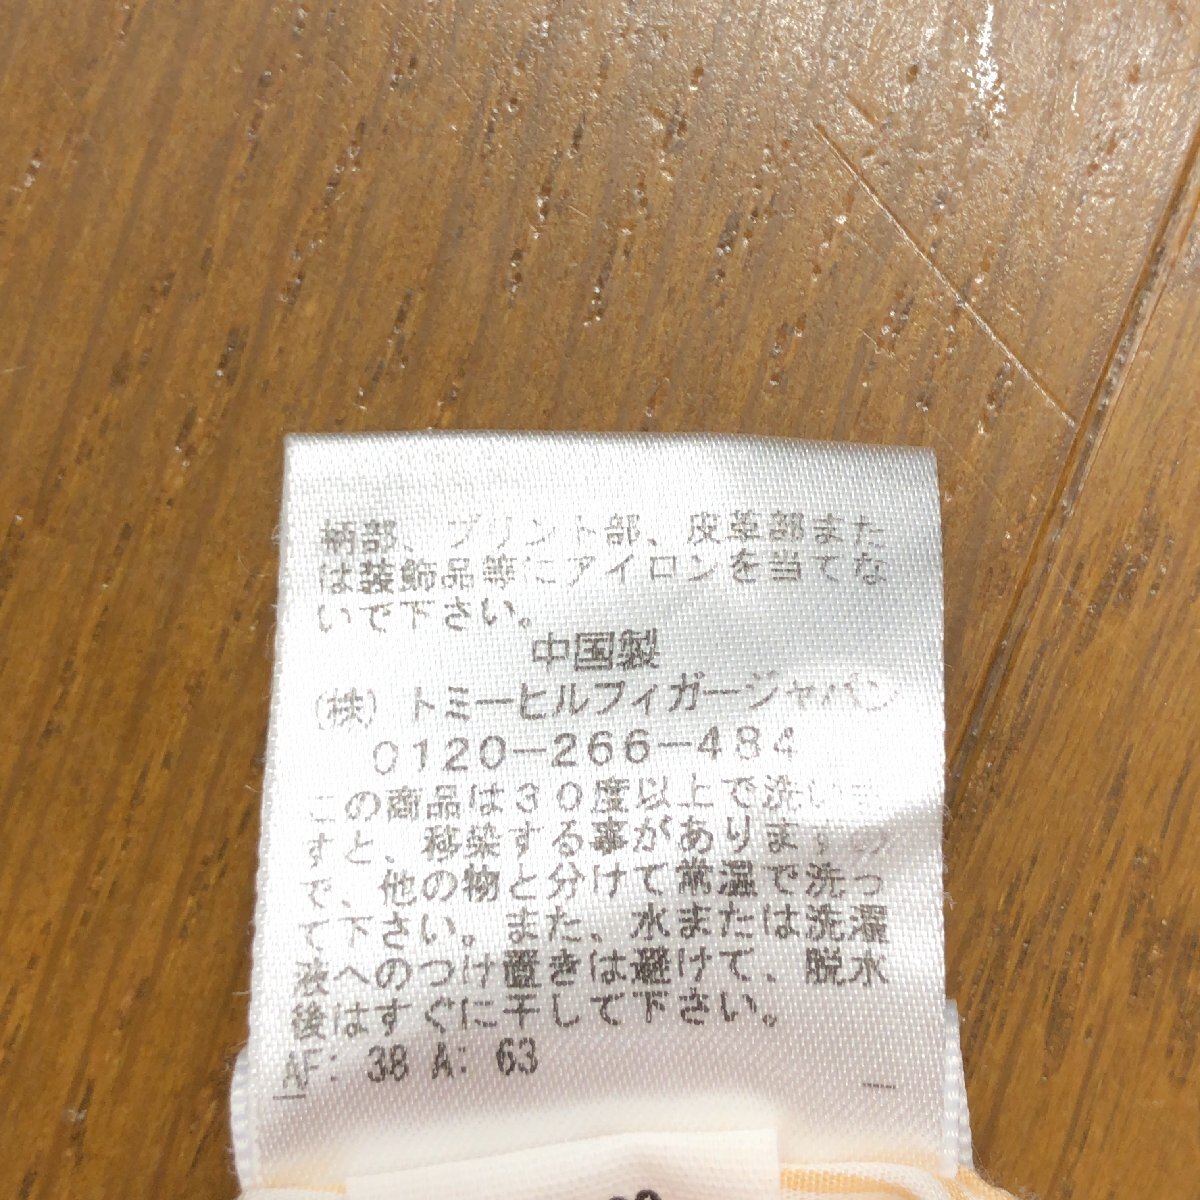 柄部、プリント部、皮革部また
は装飾品等にアイロンを当てな
いで下さい。
中国製
（株）トミーヒルフィガージャパン
0120-266-484
この商品は30度以上で洗いま
すと、移染する事がありますの
で、他の物と分けて常温で洗っ
て下さい。また、水または洗濯
液へのつけ置きは避けて、脱水
後はすぐに干して下さい。
AF: 38 A: 63